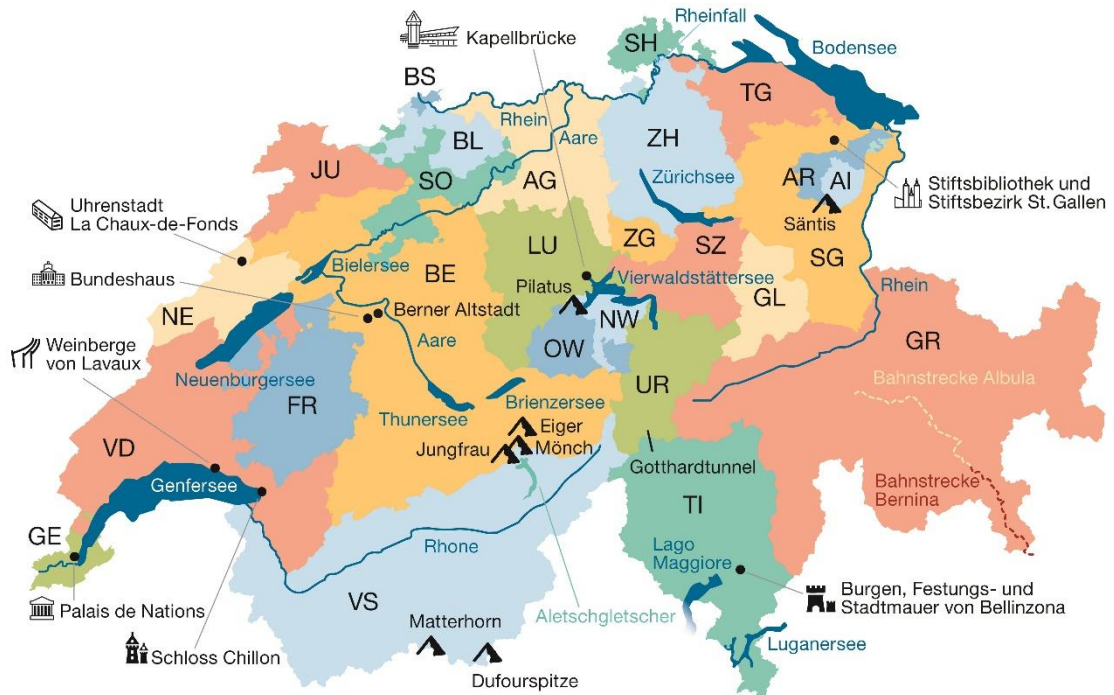 Rheinfall
SH
Kapellbrücke
Bodensee
BS
TG
Rhein
BL
Aare
ZH
JU
SO
AG
Zürichsee
AR
AI
Stiftsbibliothek und
Stiftsbezirk St. Gallen
Uhrenstadt
La Chaux-de-Fonds
Säntis
LU
ZG
SZ
Bielersee
BE
SG
Bundeshaus
Vierwaldstättersee
Rhein
Pilatus
GL
NE
Berner Altstadt
NW
GR
Weinberge
von Lavaux
Aare
OW
Neuenburgersee
UR
Bahnstrecke Albula
FR
Thunersee
Brienzersee
Eiger
VD
Jungfrau
Mönch
Gotthardtunnel
Bahnstrecke
Bernina
Genfersee
TI
GE
Rhone
Lago
Maggiore
Burgen, Festungs- und
Stadtmauer von Bellinzona
VS
Palais de Nations
Aletschgletscher
Matterhorn
Luganersee
Schloss Chillon
Dufourspitze